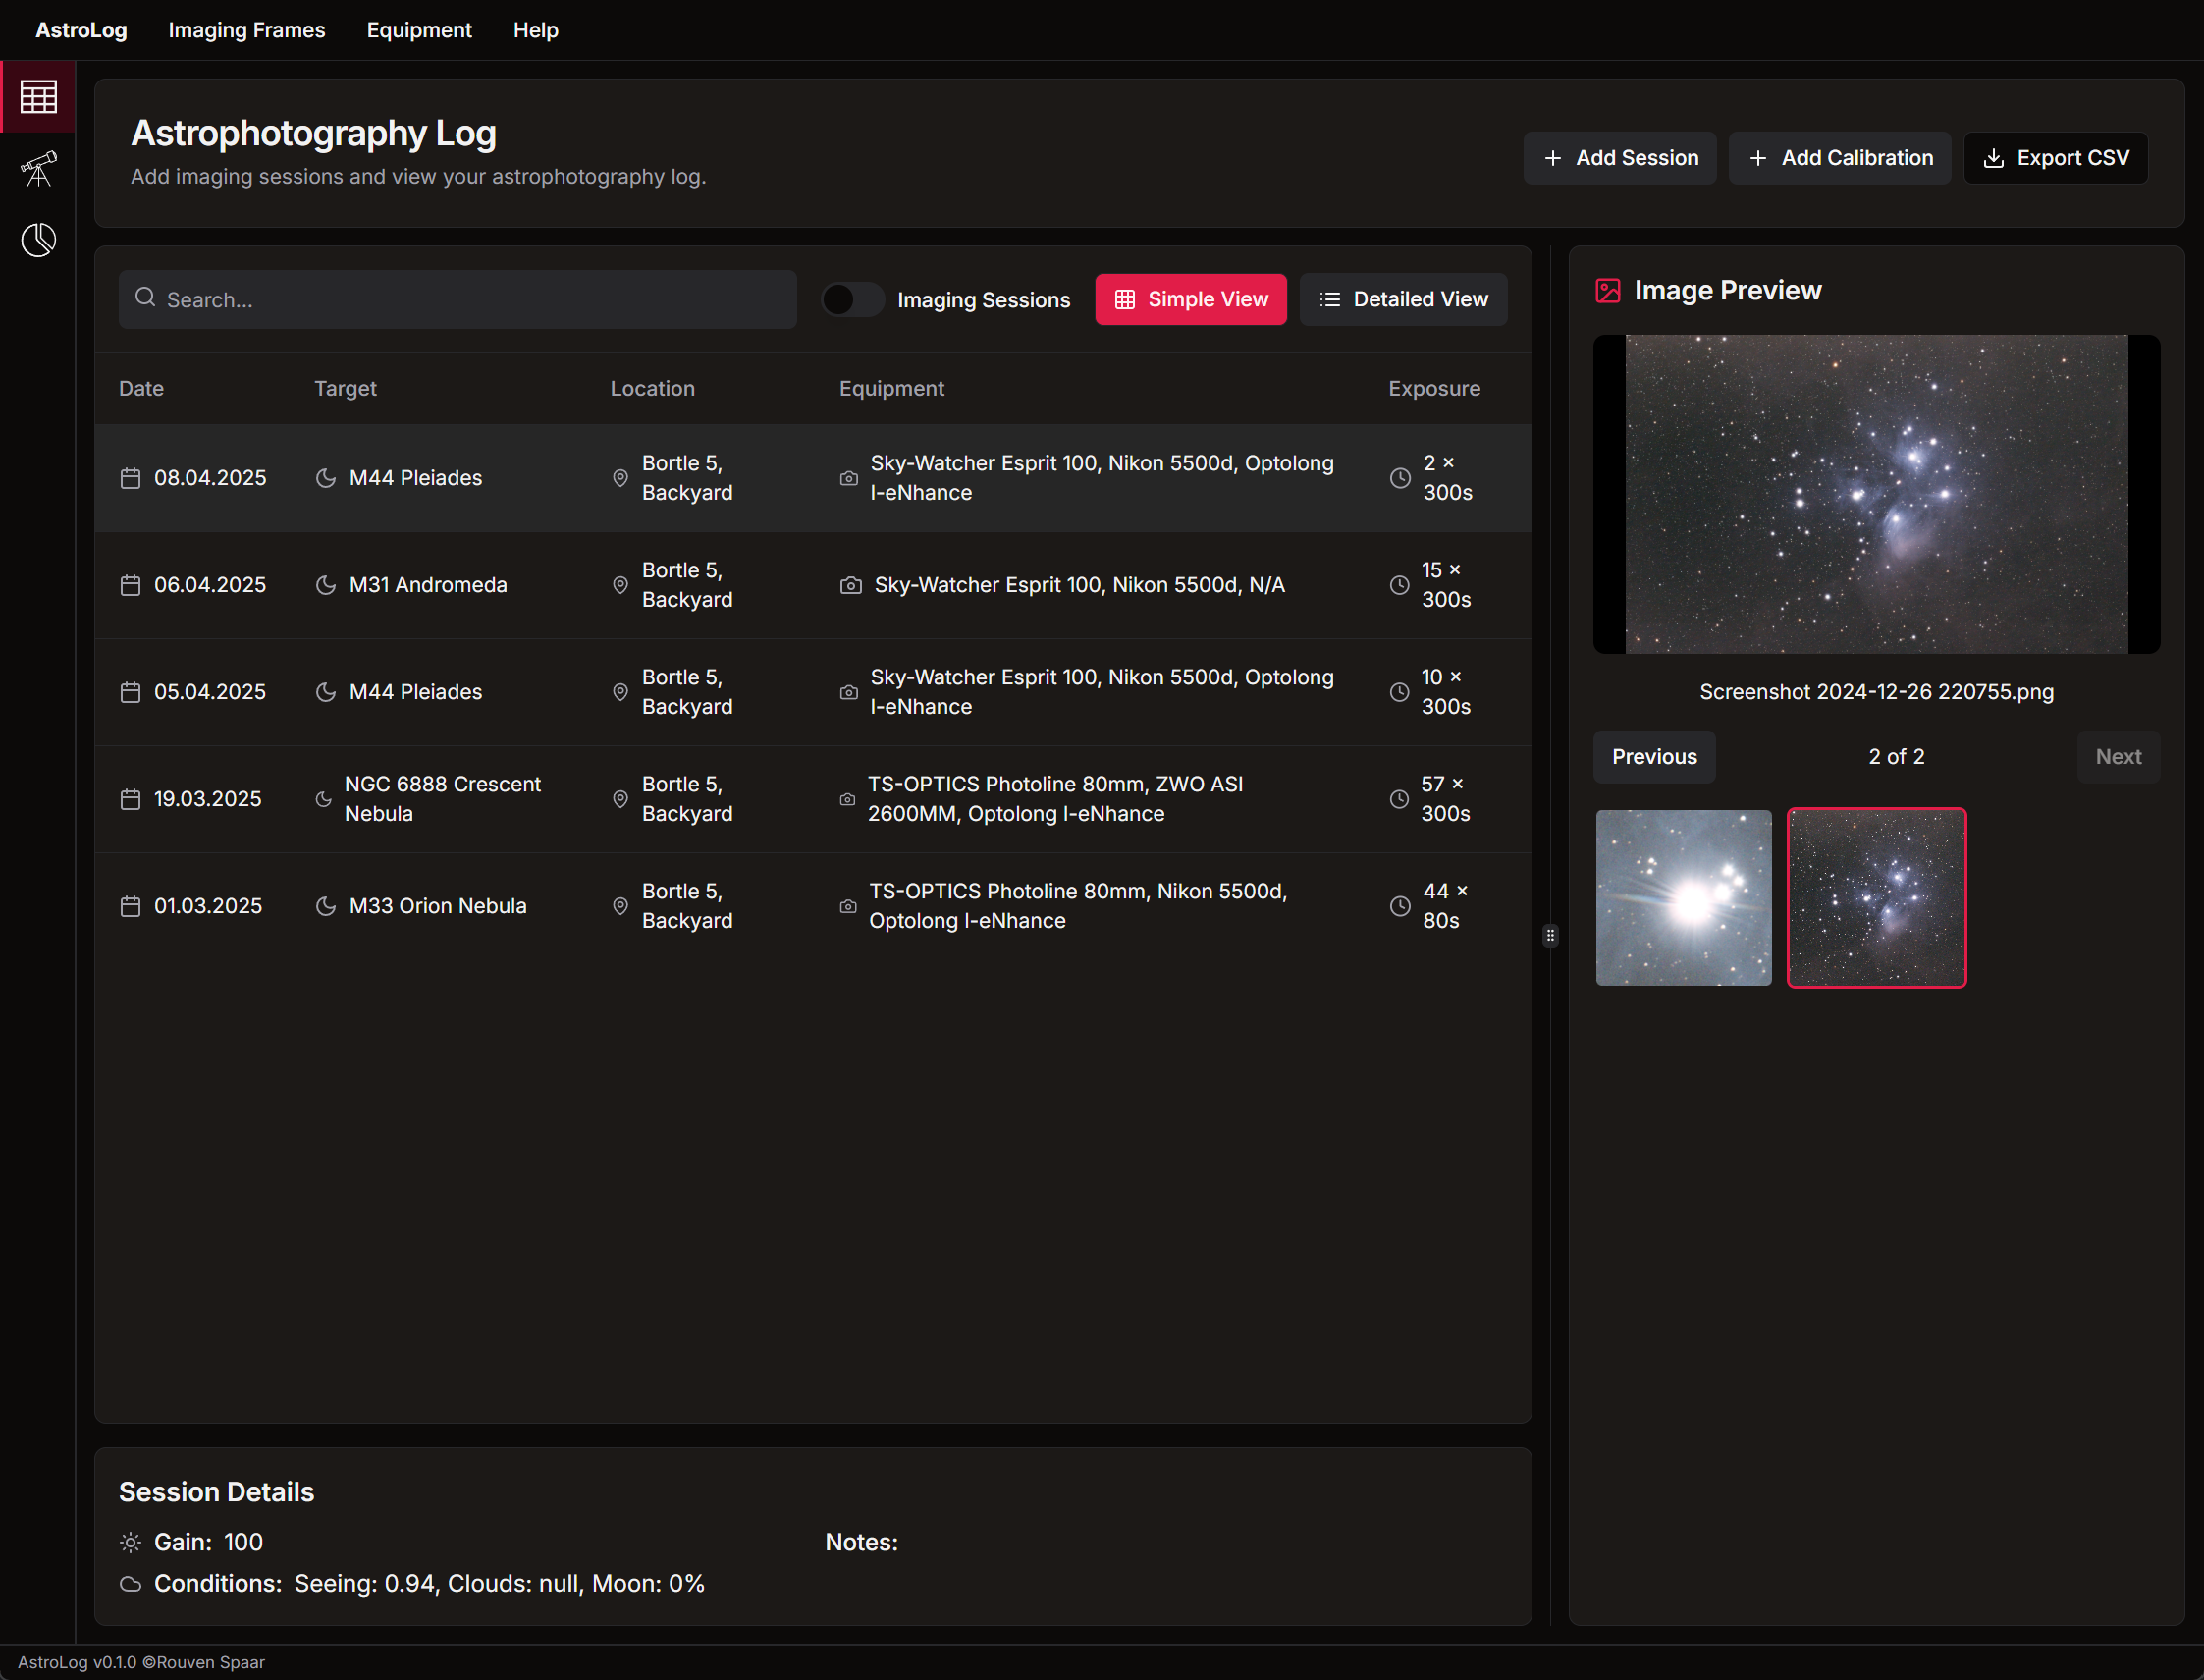 AstroLog Imaging Frames Equipment Help
Astrophotography Log
Add imaging sessions and view your astrophotography log.
Add Session Add Calibration Export CSV
Search...
Imaging Sessions Simple View Detailed View
Date Target Location Equipment Exposure
08.04.2025 M44 Pleiades Bortle 5, Backyard Sky-Watcher Esprit 100, Nikon 5500d, Optolong l-eNhance 2 × 300s
06.04.2025 M31 Andromeda Bortle 5, Backyard Sky-Watcher Esprit 100, Nikon 5500d, N/A 15 × 300s
05.04.2025 M44 Pleiades Bortle 5, Backyard Sky-Watcher Esprit 100, Nikon 5500d, Optolong l-eNhance 10 × 300s
19.03.2025 NGC 6888 Crescent Nebula Bortle 5, Backyard TS-OPTICS Photoline 80mm, ZWO ASI 2600MM, Optolong l-eNhance 57 × 300s
01.03.2025 M33 Orion Nebula Bortle 5, Backyard TS-OPTICS Photoline 80mm, Nikon 5500d, Optolong l-eNhance 44 × 80s
Session Details
Gain: 100
Conditions: Seeing: 0.94, Clouds: null, Moon: 0%
Notes:
Image Preview
Screenshot 2024-12-26 220755.png
Previous 2 of 2 Next
AstroLog v0.1.0 ©Rouven Spaar